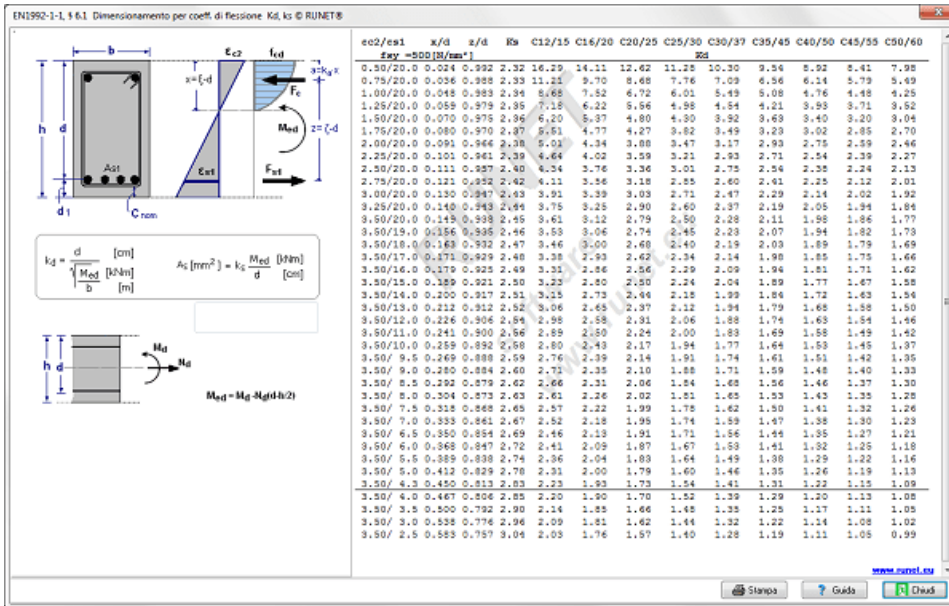 EN1992-1-1, § 6.1 Dimensionamento per coeff. di flessione Kd, ks © RUNET®
b
εc2
fcd
x=ξ·d
a=ka·x
Fc
h
d
Med
z=ζ·d
As1
εs1
Fs1
d1
Cnom
kd = d [cm]
√ Med [kNm]
b [m]
As [mm²] = ks Med [kNm]
d [cm]
h
d
Md
Nd
Med = Md -Nd(d-h/2)
ec2/es1 x/d z/d Ks C12/15 C16/20 C20/25 C25/30 C30/37 C35/45 C40/50 C45/55 C50/60
fxy =500[N/mm²] Kd
0.50/20.0 0.024 0.992 2.32 16.29 14.11 12.62 11.28 10.30 9.54 8.92 8.41 7.98
0.75/20.0 0.036 0.988 2.33 11.21 9.70 8.68 7.76 7.09 6.56 6.14 5.79 5.49
1.00/20.0 0.048 0.983 2.34 8.68 7.52 6.72 6.01 5.49 5.08 4.76 4.48 4.25
1.25/20.0 0.059 0.979 2.35 7.18 6.22 5.56 4.98 4.54 4.21 3.93 3.71 3.52
1.50/20.0 0.070 0.975 2.36 6.20 5.37 4.80 4.30 3.92 3.63 3.40 3.20 3.04
1.75/20.0 0.080 0.970 2.37 5.51 4.77 4.27 3.82 3.49 3.23 3.02 2.85 2.70
2.00/20.0 0.091 0.966 2.38 5.01 4.34 3.88 3.47 3.17 2.93 2.75 2.59 2.46
2.25/20.0 0.101 0.961 4.64 4.02 3.59 3.21 2.93 2.71 2.54 2.39 2.27
2.50/20.0 0.111 0.957 2.40 4.34 3.76 3.36 3.01 2.75 2.54 2.38 2.24 2.13
2.75/20.0 0.121 0.952 4.11 3.56 3.18 2.85 2.60 2.41 2.25 2.12 2.01
3.00/20.0 0.130 0.947 2.43 3.91 3.39 3.03 2.71 2.47 2.29 2.14 2.02 1.92
3.25/20.0 0.140 0.943 2.44 3.75 3.25 2.90 2.60 2.37 2.19 2.05 1.94 1.84
3.50/20.0 0.149 0.938 2.45 3.61 3.12 2.79 2.50 2.28 2.11 1.98 1.86 1.77
3.50/19.0 0.156 0.935 2.46 3.53 3.06 2.74 2.45 2.23 2.07 1.94 1.82 1.73
3.50/18.0 0.163 0.932 2.47 3.46 3.00 2.68 2.40 2.19 2.03 1.89 1.79 1.69
3.50/17.0 0.929 2.48 3.38 2.93 2.62 2.34 2.14 1.98 1.85 1.75 1.66
3.50/16.0 0.179 0.925 2.49 3.31 2.86 2.56 2.29 2.09 1.94 1.81 1.71 1.62
3.50/15.0 0.189 0.921 2.50 3.23 2.80 2.50 2.24 2.04 1.89 1.77 1.67 1.58
3.50/14.0 0.200 0.917 2.51 3.15 2.73 2.44 2.18 1.99 1.84 1.72 1.63 1.54
3.50/13.0 0.212 0.912 2.52 3.06 2.65 2.37 2.12 1.94 1.79 1.68 1.58 1.50
3.50/12.0 0.226 0.906 2.54 2.98 2.58 2.31 2.06 1.88 1.74 1.63 1.54 1.46
3.50/11.0 0.241 0.900 2.56 2.89 2.50 2.24 2.00 1.83 1.69 1.58 1.49 1.42
3.50/10.0 0.259 0.892 2.58 2.80 2.43 2.17 1.94 1.77 1.64 1.53 1.45 1.37
3.50/ 9.5 0.269 0.888 2.59 2.76 2.39 2.14 1.91 1.74 1.61 1.51 1.42 1.35
3.50/ 9.0 0.280 0.884 2.60 2.71 2.35 2.10 1.88 1.71 1.59 1.48 1.40 1.33
3.50/ 8.5 0.292 0.879 2.62 2.66 2.31 2.06 1.84 1.68 1.56 1.46 1.37 1.30
3.50/ 8.0 0.304 0.873 2.63 2.61 2.26 2.02 1.81 1.65 1.53 1.43 1.35 1.28
3.50/ 7.5 0.318 0.868 2.65 2.57 2.22 1.99 1.78 1.62 1.50 1.41 1.32 1.26
3.50/ 7.0 0.333 0.861 2.67 2.52 2.18 1.95 1.74 1.59 1.47 1.38 1.30 1.23
3.50/ 6.5 0.350 0.854 2.69 2.46 2.13 1.91 1.71 1.56 1.44 1.35 1.27 1.21
3.50/ 6.0 0.368 0.847 2.72 2.41 2.09 1.87 1.67 1.53 1.41 1.32 1.25 1.18
3.50/ 5.5 0.389 0.838 2.74 2.36 2.04 1.83 1.64 1.49 1.38 1.29 1.22 1.16
3.50/ 5.0 0.412 0.829 2.78 2.31 2.00 1.79 1.60 1.46 1.35 1.26 1.19 1.13
3.50/ 4.3 0.450 0.813 2.83 2.23 1.93 1.73 1.54 1.41 1.31 1.22 1.15 1.09
3.50/ 4.0 0.467 0.806 2.85 2.20 1.90 1.70 1.52 1.39 1.29 1.20 1.13 1.08
3.50/ 3.5 0.500 0.792 2.90 2.14 1.85 1.66 1.48 1.35 1.25 1.17 1.11 1.05
3.50/ 3.0 0.538 0.776 2.96 2.09 1.81 1.62 1.44 1.32 1.22 1.14 1.08 1.02
3.50/ 2.5 0.583 0.757 3.04 2.03 1.76 1.57 1.40 1.28 1.19 1.11 1.05 0.99
RUNET
software
www.runet.eu
www.runet.eu
Stampa
Guida
Chiudi